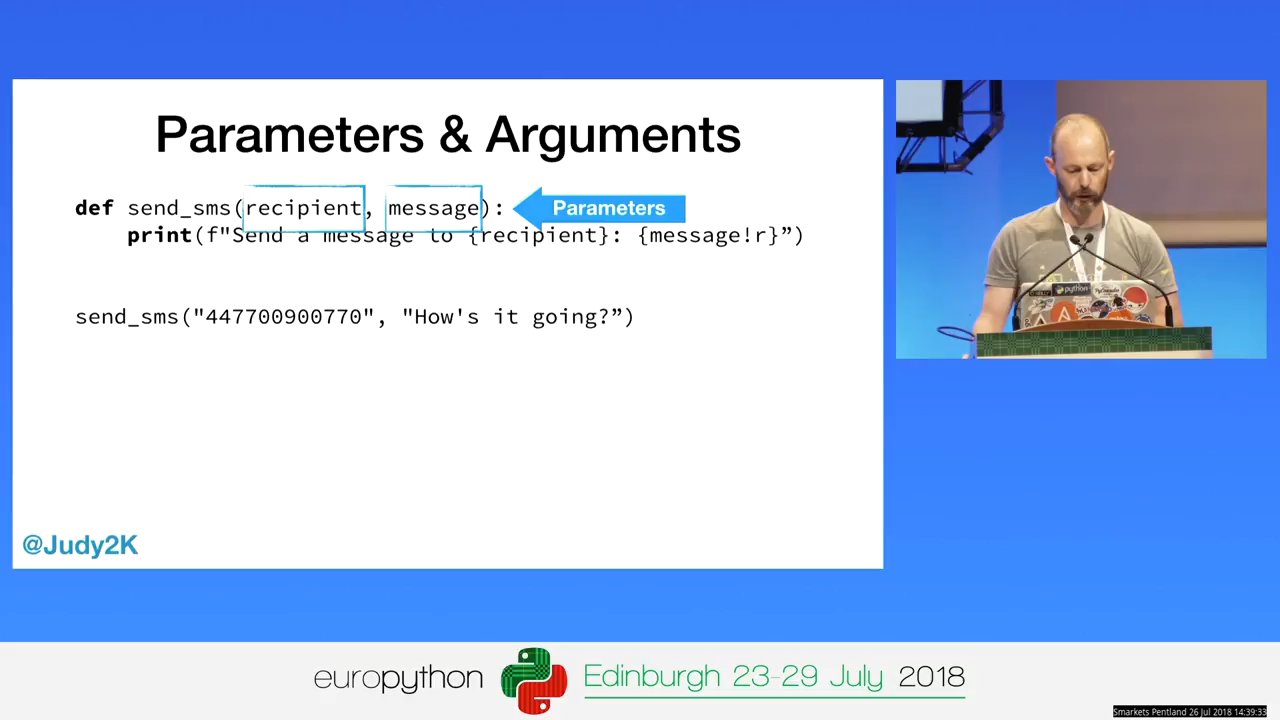 Parameters & Arguments
def send_sms(recipient, message):
Parameters
print(f"Send a message to {recipient}: {message!r}”)
send_sms("447700900770", "How's it going?”)
@Judy2K
python
europython
Edinburgh 23-29 July 2018
Smarkets Pentland 26 Jul 2018 14:39:33